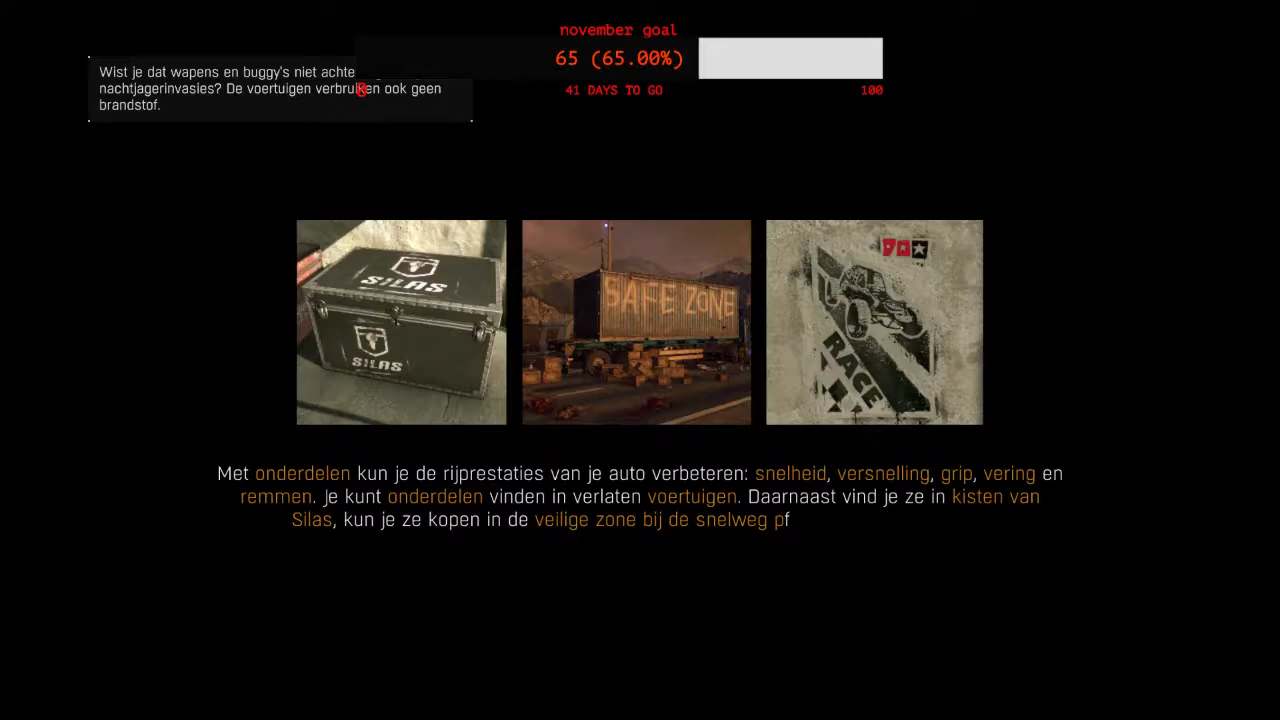 november goal
65 (65.00%)
41 DAYS TO GO
0
100
Wist je dat wapens en buggy's niet
nachtjagerinvasies? De voertuigen verbruiken ook geen
brandstof.
SILAS
SILAS
SAFE ZONE
RACE
Met onderdelen kun je de rijprestaties van je auto verbeteren: snelheid, versnelling, grip, vering en
remmen. Je kunt onderdelen vinden in verlaten voertuigen. Daarnaast vind je ze in kisten van
Silas, kun je ze kopen in de veilige zone bij de snelweg pf